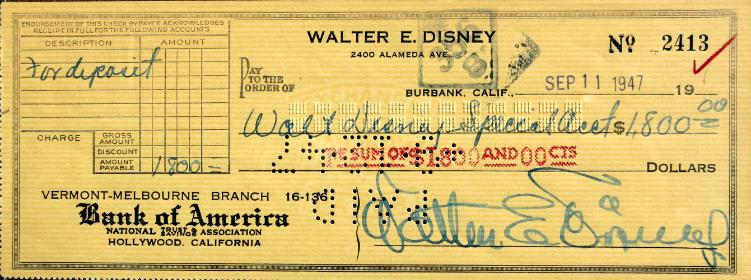 ENDORSEMENT OF THIS CHECK BY PAYEE ACKNOWLEDGES
RECEIPT IN FULL FOR THE FOLLOWING ACCOUNTS
DESCRIPTION AMOUNT
For deposit
CHARGE GROSS AMOUNT
DISCOUNT
AMOUNT PAYABLE 1800=
WALTER E. DISNEY
2400 ALAMEDA AVE.
Nº 2413
PAY TO THE ORDER OF
BURBANK, CALIF., SEP 11 1947 19
Walt Disney Special Acct $1,800 00
THE SUM OF $1800 AND 00 CTS DOLLARS
VERMONT-MELBOURNE BRANCH 16-136
Bank of America
NATIONAL TRUST & SAVINGS ASSOCIATION
HOLLYWOOD, CALIFORNIA
PAID
Walter E. Disney